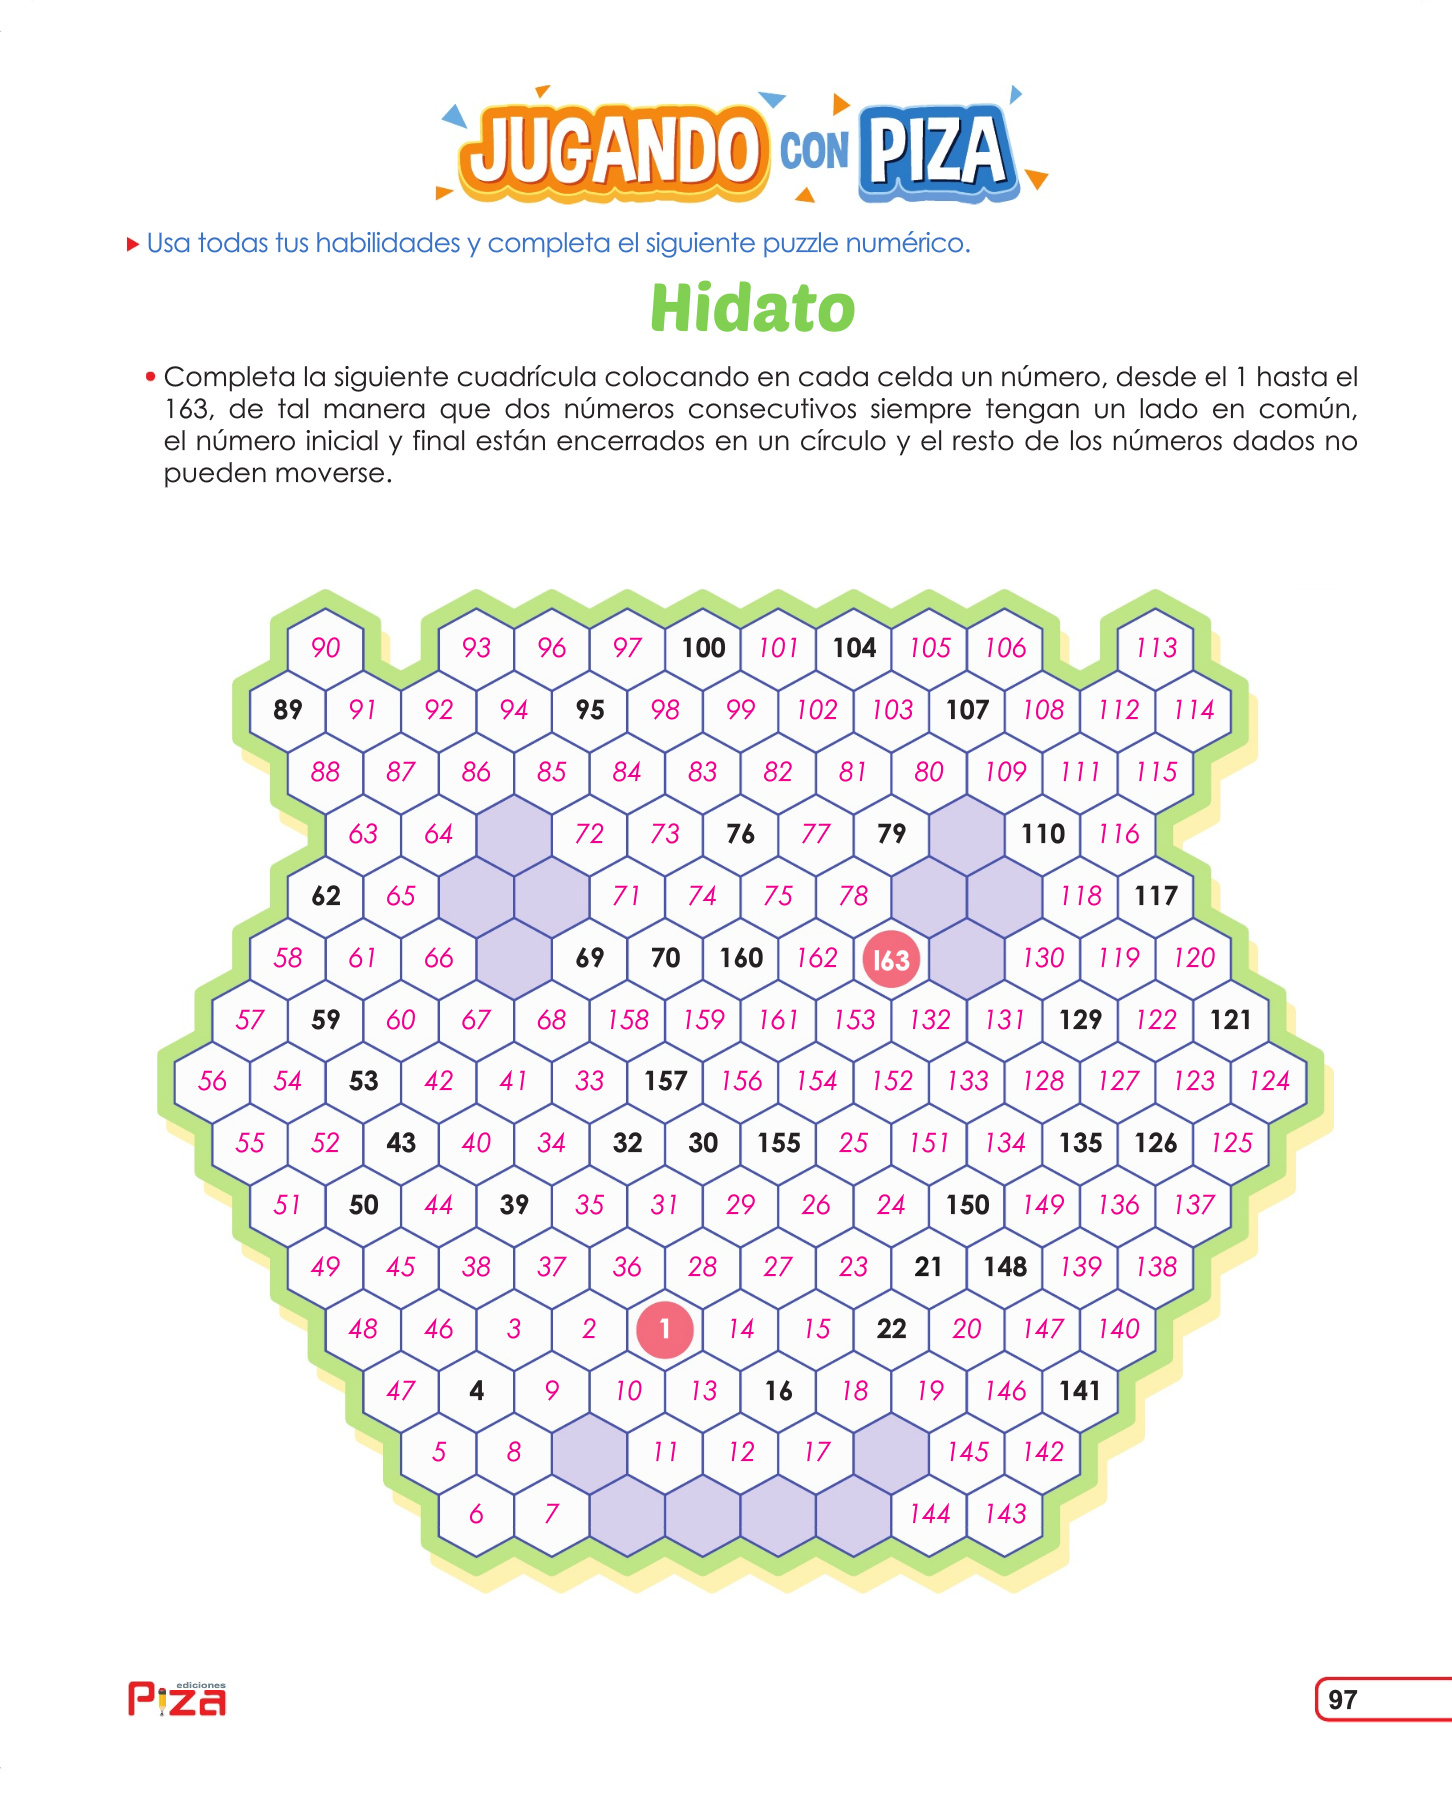 JUGANDO CON PIZA
Usa todas tus habilidades y completa el siguiente puzzle numérico.
Hidato
• Completa la siguiente cuadrícula colocando en cada celda un número, desde el 1 hasta el
163, de tal manera que dos números consecutivos siempre tengan un lado en común,
el número inicial y final están encerrados en un círculo y el resto de los números dados no
pueden moverse.
90 93 96 97 100 101 104 105 106 113
89 91 92 94 95 98 99 102 103 107 108 112 114
88 87 86 85 84 83 82 81 80 109 111 115
63 64 72 73 76 77 79 110 116
62 65 71 74 75 78 118 117
58 61 66 69 70 160 162 163 130 119 120
57 59 60 67 68 158 159 161 153 132 131 129 122 121
56 54 53 42 41 33 157 156 154 152 133 128 127 123 124
55 52 43 40 34 32 30 155 25 151 134 135 126 125
51 50 44 39 35 31 29 26 24 150 149 136 137
49 45 38 37 36 28 27 23 21 148 139 138
48 46 3 2 1 14 15 22 20 147 140
47 4 9 10 13 16 18 19 146 141
5 8 11 12 17 145 142
6 7 144 143
ediciones
Piza
97